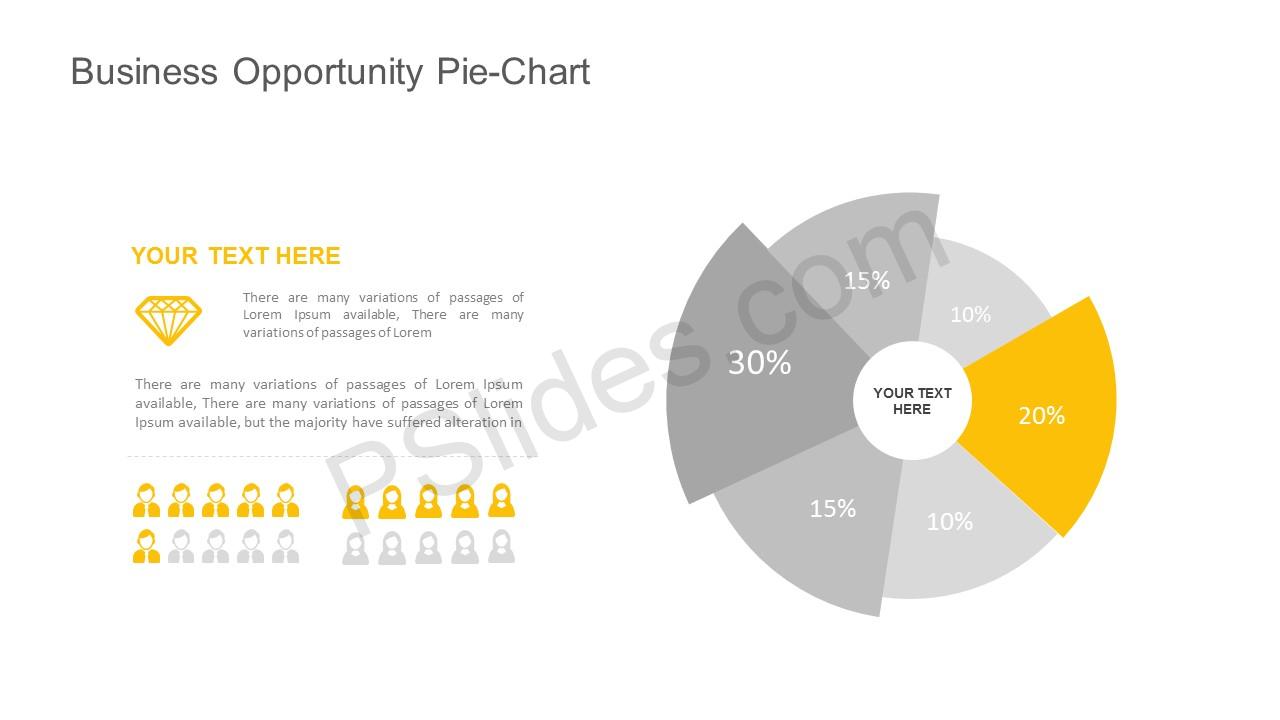 Business Opportunity Pie-Chart
YOUR TEXT HERE
There are many variations of passages of
Lorem Ipsum available, There are many
variations of passages of Lorem
There are many variations of passages of Lorem Ipsum
available, There are many variations of passages of Lorem
Ipsum available, but the majority have suffered alteration in
15%
10%
30%
YOUR TEXT
HERE
20%
15%
10%
PSlides.com